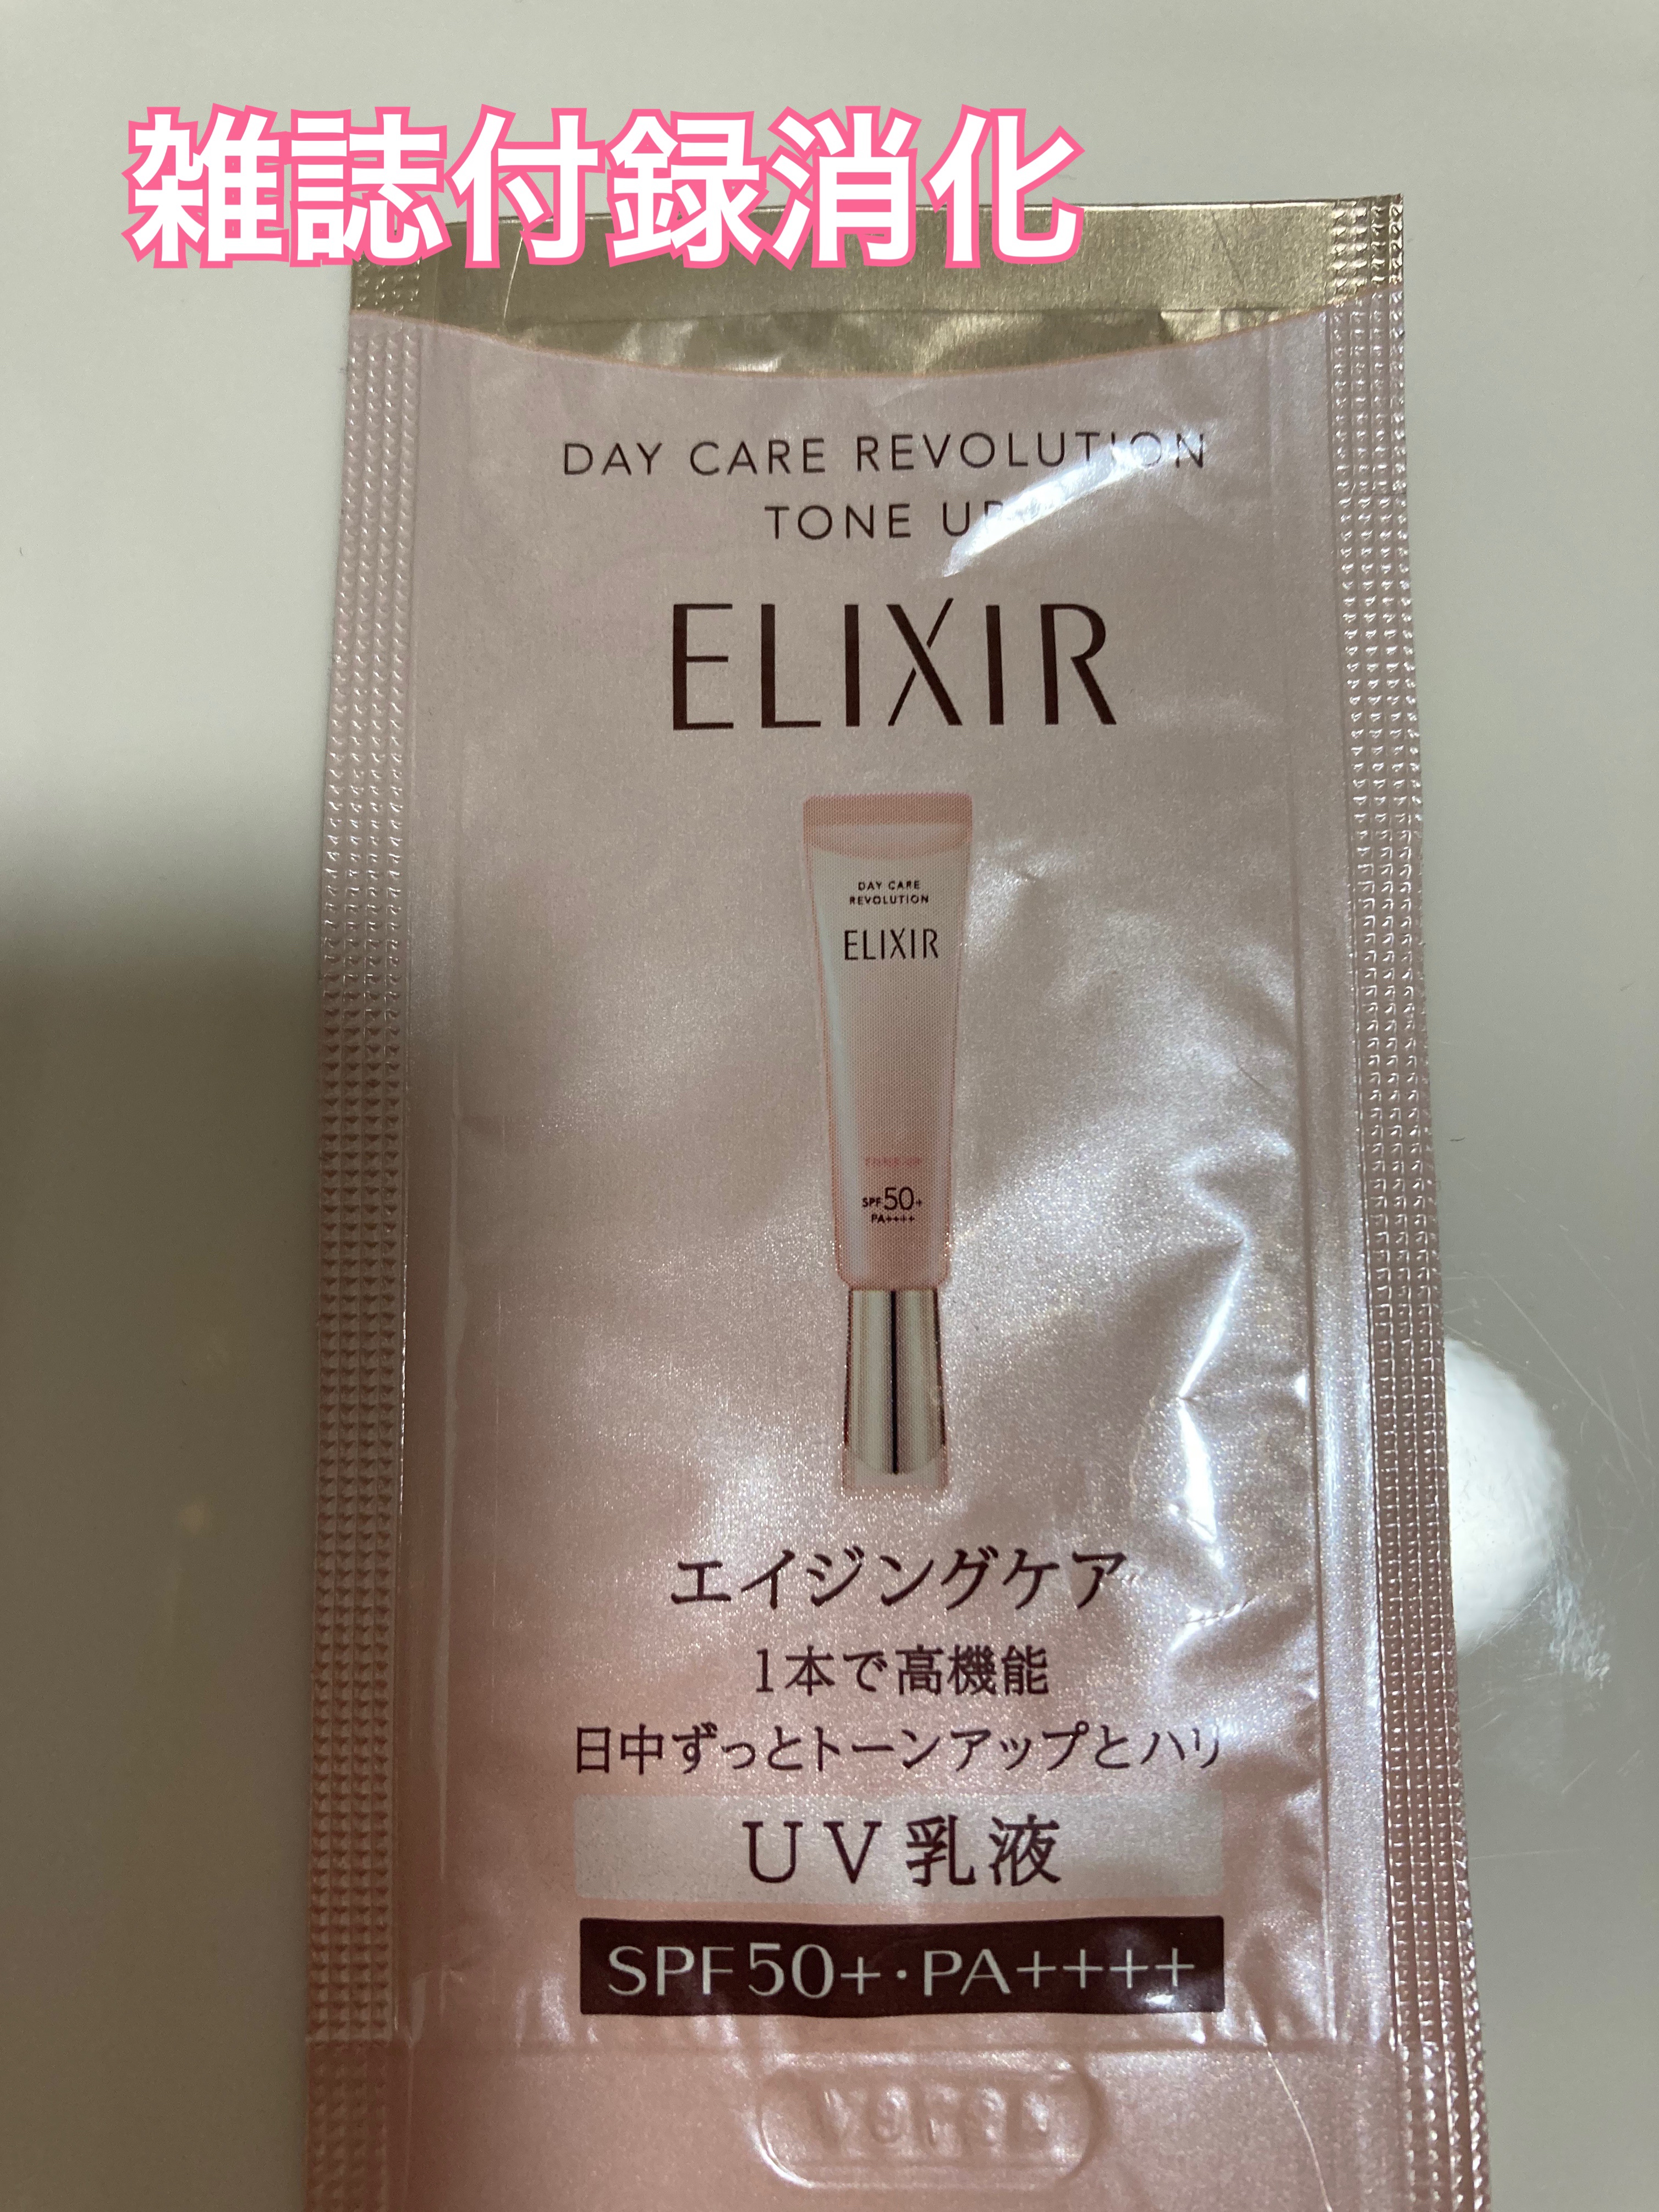 雑誌付録消化
DAY CARE REVOLUTION
TONE UP
ELIXIR
DAY CARE
REVOLUTION
ELIXIR
TONE UP
SPF50+
PA++++
エイジングケア
1本で高機能
日中ずっとトーンアップとハリ
UV乳液
SPF50+・PA++++